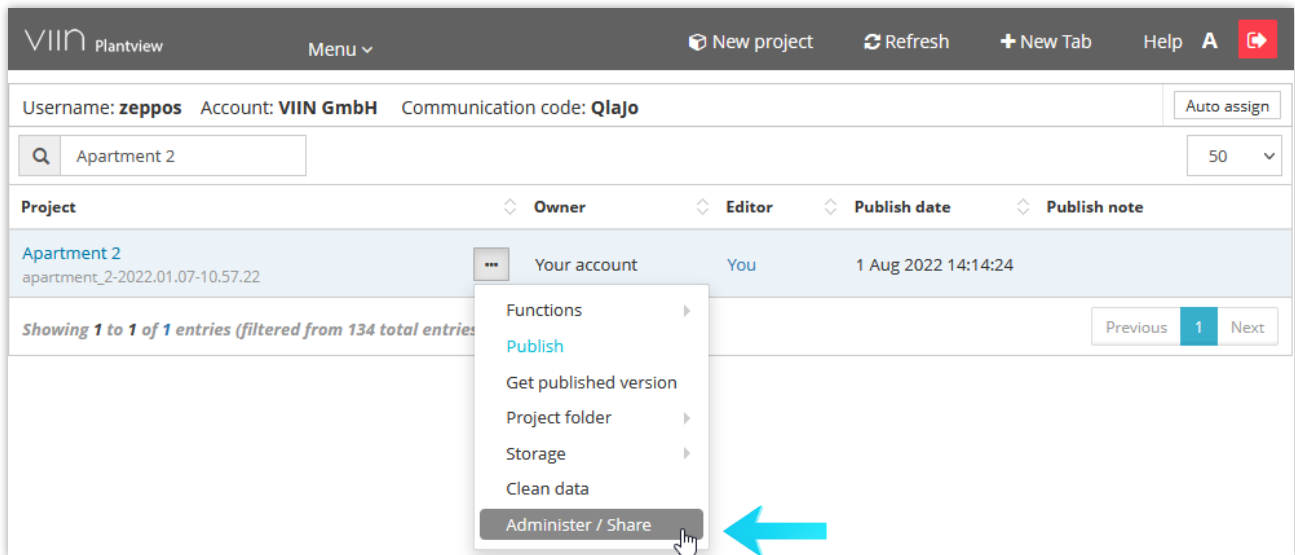 VIIN Plantview Menu New project Refresh New Tab Help A
Username: zeppos Account: VIIN GmbH Communication code: QlaJo Auto assign
Apartment 2 50
Project Owner Editor Publish date Publish note
Apartment 2
apartment_2-2022.01.07-10.57.22
... Your account You 1 Aug 2022 14:14:24
Functions
Showing 1 to 1 of 1 entries (filtered from 134 total entries
Previous 1 Next
Publish
Get published version
Project folder
Storage
Clean data
Administer / Share